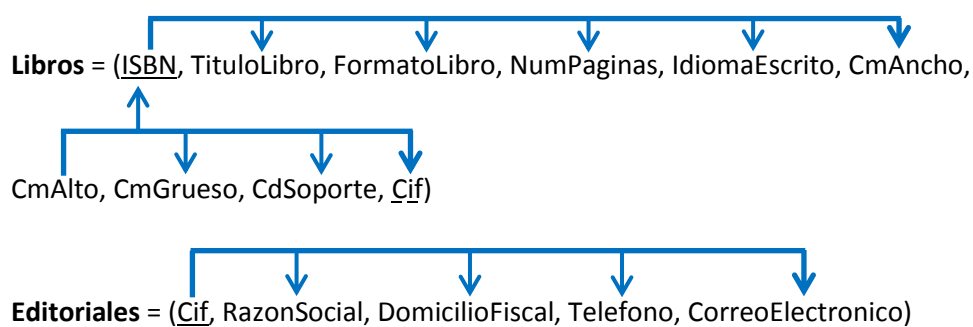 Libros = (ISBN, TituloLibro, FormatoLibro, NumPaginas, IdiomaEscrito, CmAncho,
CmAlto, CmGrueso, CdSoporte, Cif)
Editoriales = (Cif, RazonSocial, DomicilioFiscal, Telefono, CorreoElectronico)